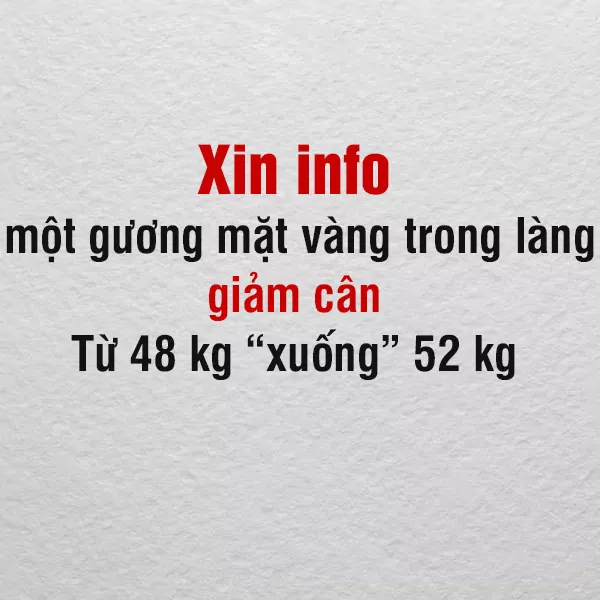 Xin info
một gương mặt vàng trong làng
giảm cân
Từ 48 kg “xuống” 52 kg